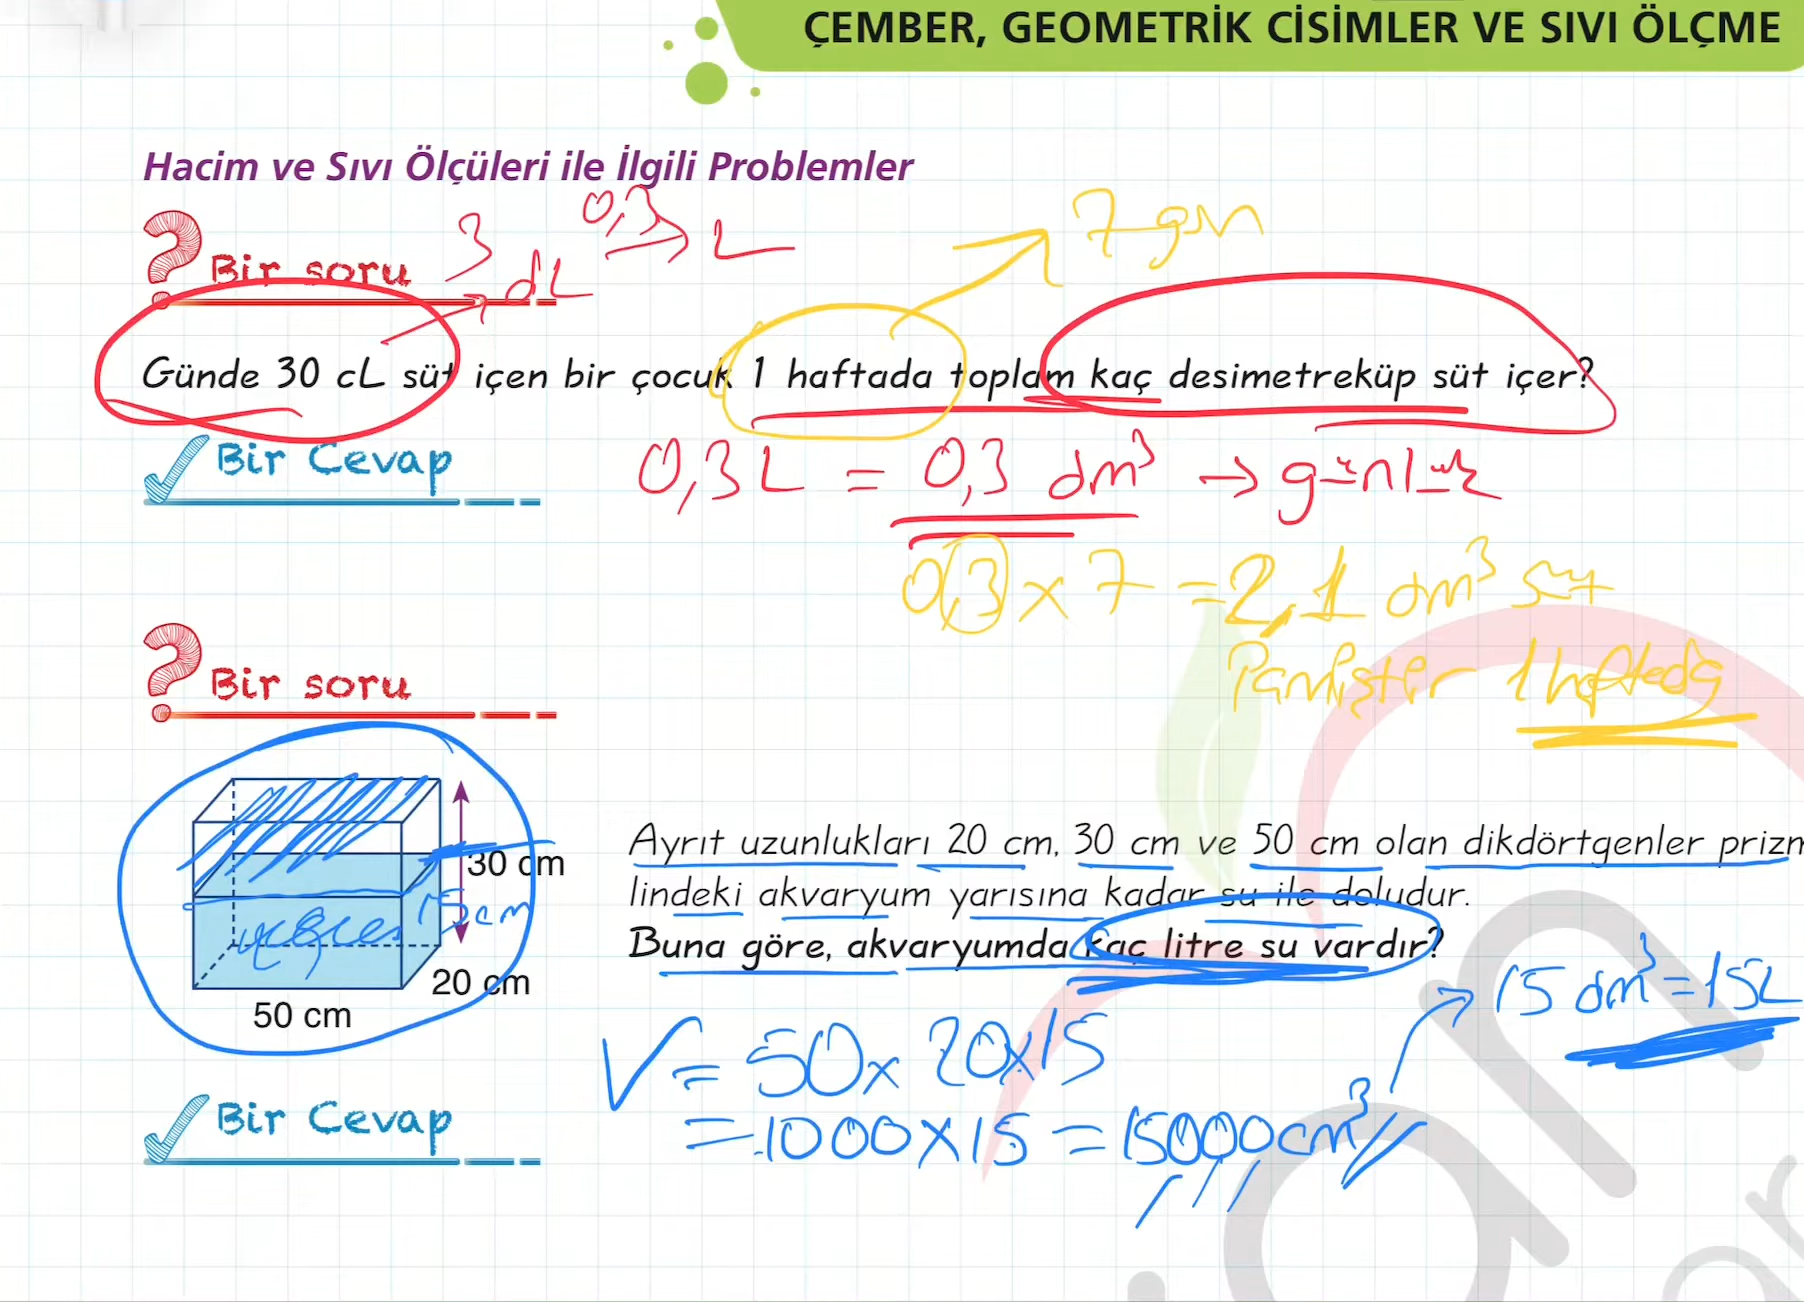 ÇEMBER, GEOMETRİK CİSİMLER VE SIVI ÖLÇME
Hacim ve Sıvı Ölçüleri ile İlgili Problemler
Bir soru
3 dL 0,3 L
7 gün
Günde 30 cL süt içen bir çocuk 1 haftada toplam kaç desimetreküp süt içer?
Bir Cevap
0,3 L = 0,3 dm³ → günlük
0,3 x 7 = 2,1 dm³ süt
1 haftada
Bir soru
30 cm
15 cm
20 cm
50 cm
Ayrıt uzunlukları 20 cm, 30 cm ve 50 cm olan dikdörtgenler prizm
lindeki akvaryum yarısına kadar su ile doludur.
Buna göre, akvaryumda kaç litre su vardır?
15 dm³ = 15L
V = 50 x 20 x 15
= 1000 x 15 = 15000 cm³
Bir Cevap